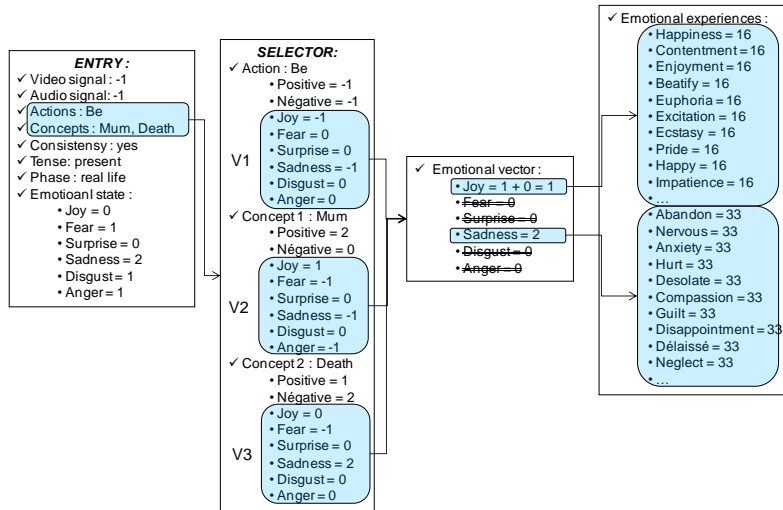 ENTRY:
✓ Video signal: -1
✓ Audio signal: -1
✓ Actions : Be
✓ Concepts : Mum, Death
✓ Consistensy: yes
✓ Tense: present
✓ Phase : real life
✓ Emotioanl state :
• Joy = 0
• Fear = 1
• Surprise = 0
• Sadness = 2
• Disgust = 1
• Anger = 1
SELECTOR:
✓ Action : Be
• Positive = -1
• Négative = -1
V1
• Joy = -1
• Fear = 0
• Surprise = 0
• Sadness = -1
• Disgust = 0
• Anger = 0
✓ Concept 1 : Mum
• Positive = 2
• Négative = 0
V2
• Joy = 1
• Fear = -1
• Surprise = 0
• Sadness = -1
• Disgust = 0
• Anger = -1
✓ Concept 2 : Death
• Positive = 1
• Négative = 2
V3
• Joy = 0
• Fear = -1
• Surprise = 0
• Sadness = 2
• Disgust = 0
• Anger = 0
✓ Emotional vector :
• Joy = 1 + 0 = 1
• Fear = 0
• Surprise = 0
• Sadness = 2
• Disgust = 0
• Anger = 0
✓ Emotional experiences :
• Happiness = 16
• Contentment = 16
• Enjoyment = 16
• Beatify = 16
• Euphoria = 16
• Excitation = 16
• Ecstasy = 16
• Pride = 16
• Happy = 16
• Impatience = 16
• ...
• Abandon = 33
• Nervous = 33
• Anxiety = 33
• Hurt = 33
• Desolate = 33
• Compassion = 33
• Guilt = 33
• Disappointment = 33
• Délaissé = 33
• Neglect = 33
• ...